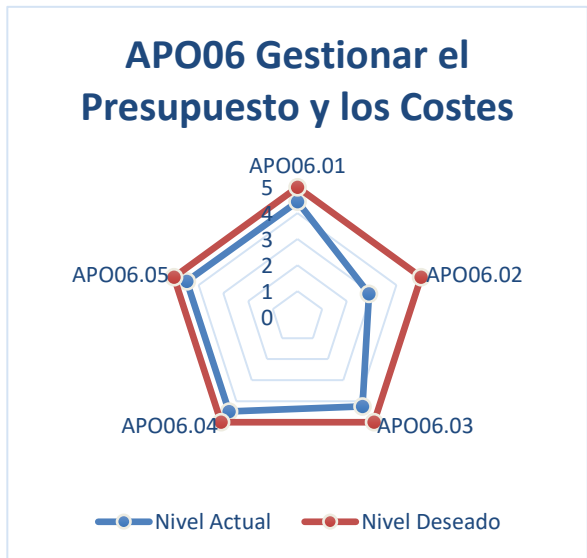 APO06 Gestionar el
Presupuesto y los Costes
APO06.01
5
4
3
2
1
0
APO06.02
APO06.03
APO06.04
APO06.05
Nivel Actual
Nivel Deseado